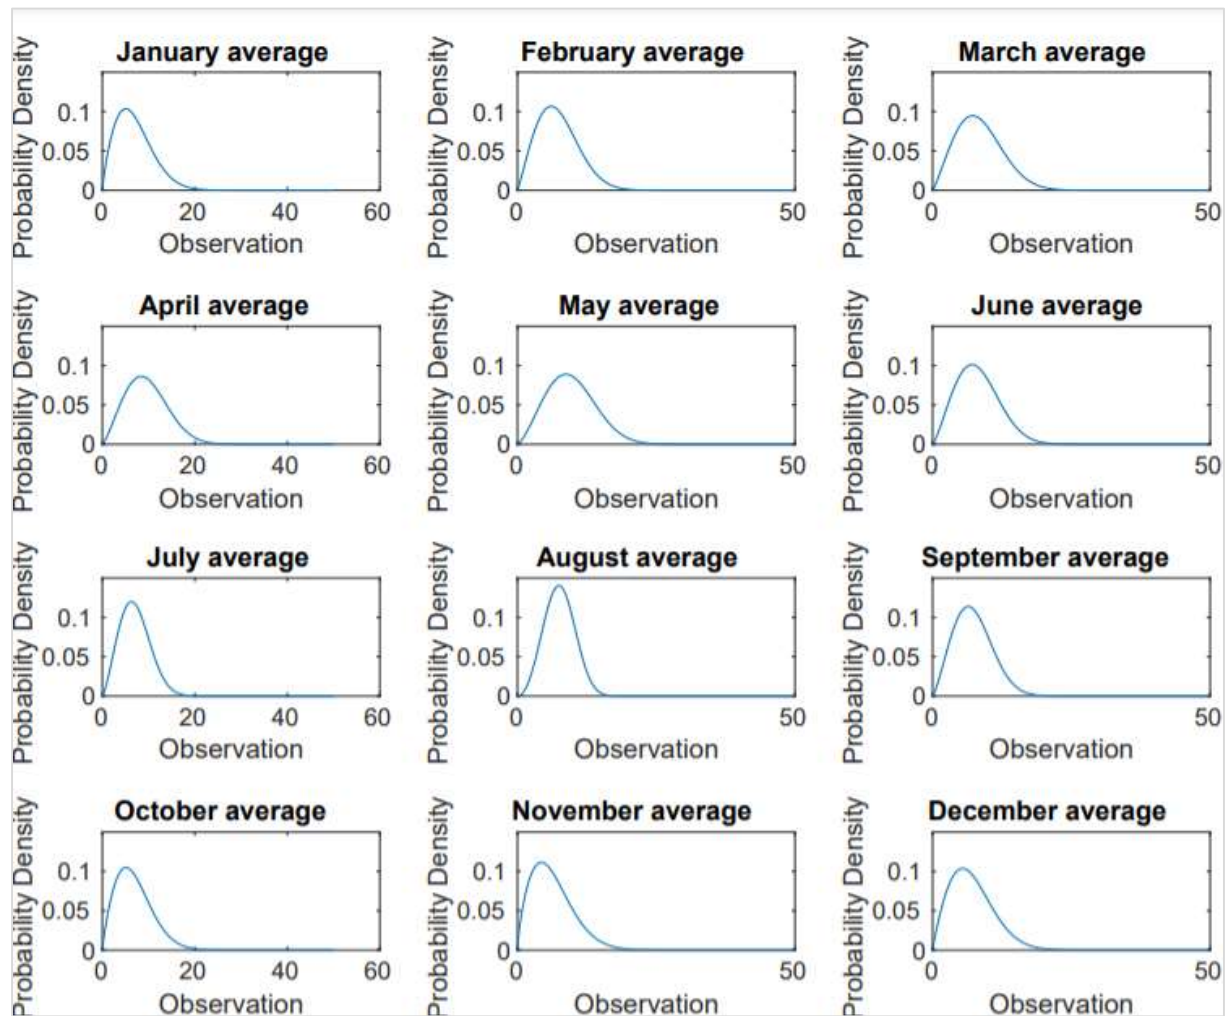 January average
February average
March average
Probability Density
0.1
0.05
0
0 20 40 60
Observation
Probability Density
0.1
0.05
0
0 50
Observation
Probability Density
0.1
0.05
0
0 50
Observation
April average
May average
June average
Probability Density
0.1
0.05
0
0 20 40 60
Observation
Probability Density
0.1
0.05
0
0 50
Observation
Probability Density
0.1
0.05
0
0 50
Observation
July average
August average
September average
Probability Density
0.1
0.05
0
0 20 40 60
Observation
Probability Density
0.1
0.05
0
0 50
Observation
Probability Density
0.1
0.05
0
0 50
Observation
October average
November average
December average
Probability Density
0.1
0.05
0
0 20 40 60
Observation
Probability Density
0.1
0.05
0
0 50
Observation
Probability Density
0.1
0.05
0
0 50
Observation